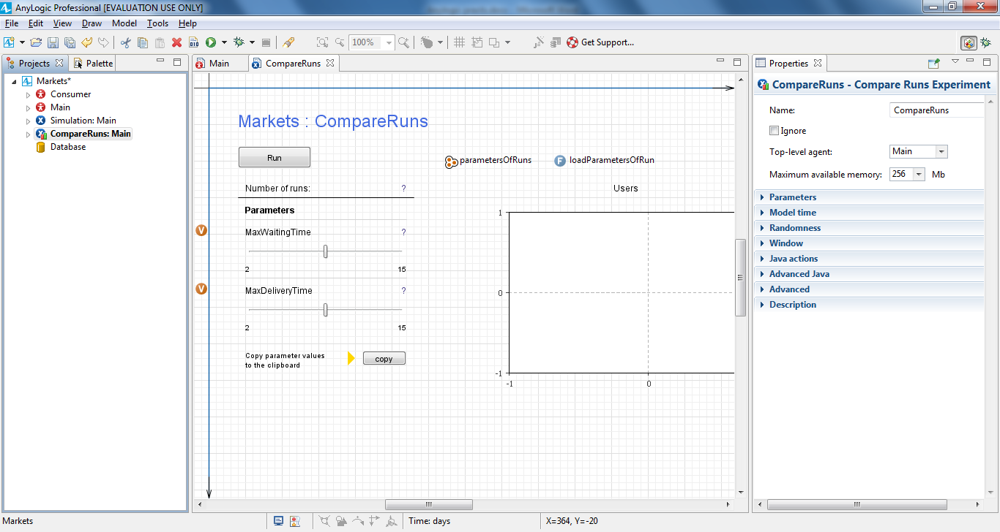 AnyLogic Professional [EVALUATION USE ONLY]
File Edit View Draw Model Tools Help
100% Get Support...
Projects Palette
Markets*
Consumer
Main
Simulation: Main
CompareRuns: Main
Database
Main CompareRuns
Markets : CompareRuns
Run
parametersOfRuns
F loadParametersOfRun
Number of runs: ?
Users
Parameters
V
MaxWaitingTime ?
2 15
V
MaxDeliveryTime ?
2 15
Copy parameter values
to the clipboard
copy
1
0
-1
-1 0
Properties
CompareRuns - Compare Runs Experiment
Name: CompareRuns
Ignore
Top-level agent: Main
Maximum available memory: 256 Mb
Parameters
Model time
Randomness
Window
Java actions
Advanced Java
Advanced
Description
Markets
Time: days
X=364, Y=-20